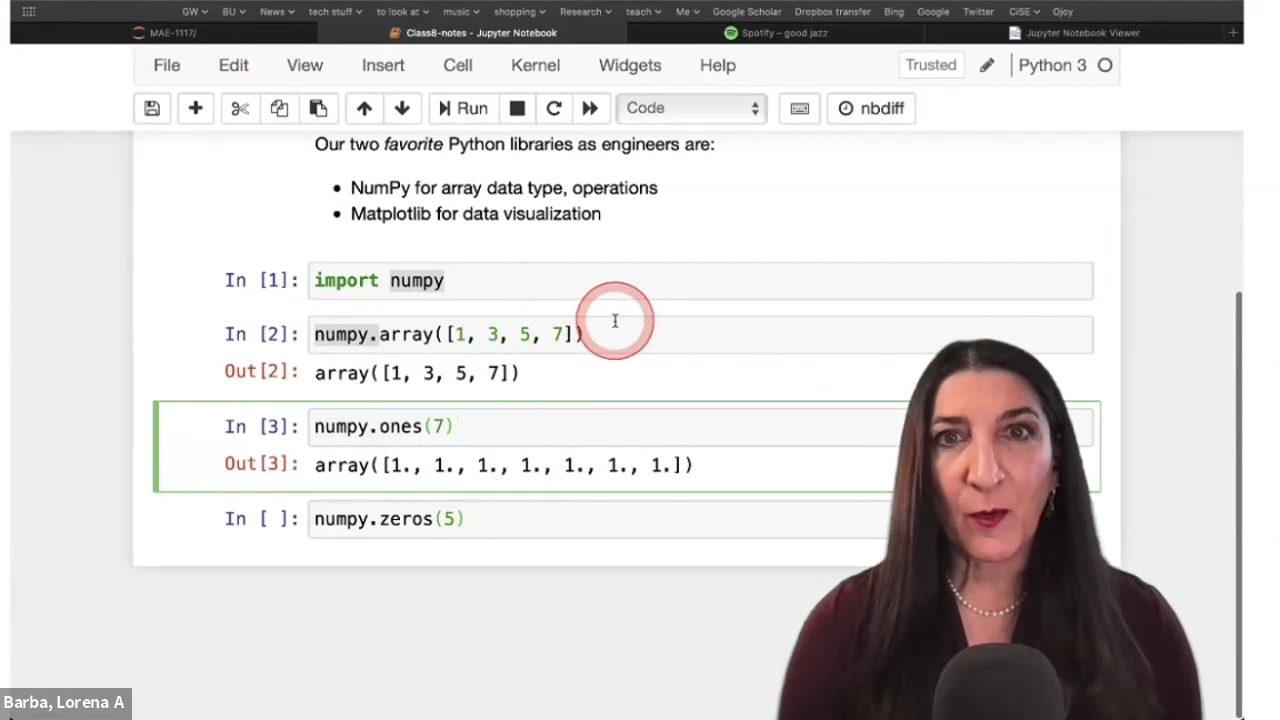 GW BU News tech stuff to look at music shopping Research teach Me Google Scholar Dropbox transfer Bing Google Twitter CiSE Ojoy
MAE-1117/ Class8-notes - Jupyter Notebook Spotify – good jazz Jupyter Notebook Viewer +
File Edit View Insert Cell Kernel Widgets Help Trusted Python 3
Run Code nbdiff
Our two favorite Python libraries as engineers are:
• NumPy for array data type, operations
• Matplotlib for data visualization
In [1]: import numpy
In [2]: numpy.array([1, 3, 5, 7])
Out[2]: array([1, 3, 5, 7])
In [3]: numpy.ones(7)
Out[3]: array([1., 1., 1., 1., 1., 1., 1.])
In [ ]: numpy.zeros(5)
Barba, Lorena A